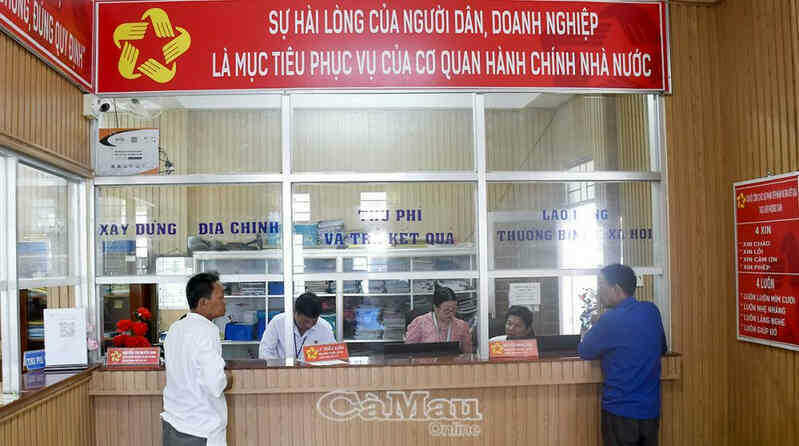 ĐÚNG QUY ĐỊNH
SỰ HÀI LÒNG CỦA NGƯỜI DÂN, DOANH NGHIỆP
LÀ MỤC TIÊU PHỤC VỤ CỦA CƠ QUAN HÀNH CHÍNH NHÀ NƯỚC
XÂY DỰNG
ĐỊA CHÍNH
THU PHÍ
VÀ TRẢ KẾT QUẢ
LAO ĐỘNG
THƯƠNG BINH & XÃ HỘI
4 XIN
XIN CHÀO
XIN LỖI
XIN CẢM ƠN
XIN PHÉP
4 LUÔN
LUÔN LUÔN MỈM CƯỜI
LUÔN NHẸ NHÀNG
LUÔN LẮNG NGHE
LUÔN GIÚP ĐỠ
THU PHÍ
CàMau
Online